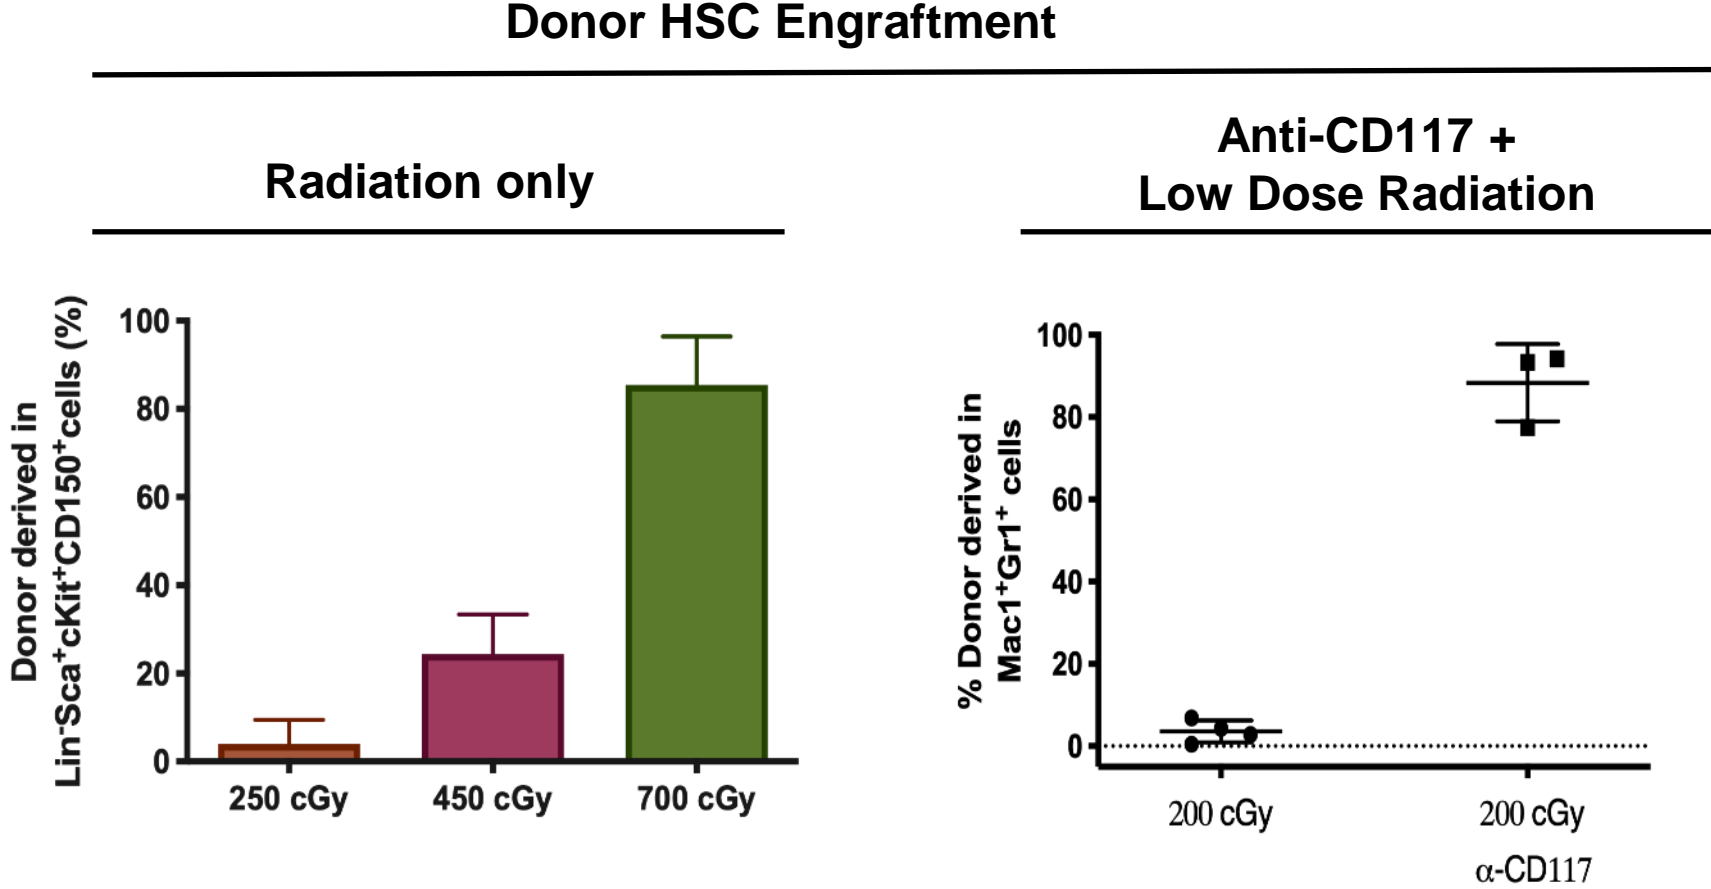 Donor HSC Engraftment
Radiation only
Anti-CD117 +
Low Dose Radiation
Donor derived in
Lin⁻Sca⁺cKit⁺CD150⁺cells (%)
100
80
60
40
20
0
250 cGy
450 cGy
700 cGy
% Donor derived in
Mac1⁺Gr1⁺ cells
100
80
60
40
20
0
200 cGy
200 cGy
α-CD117